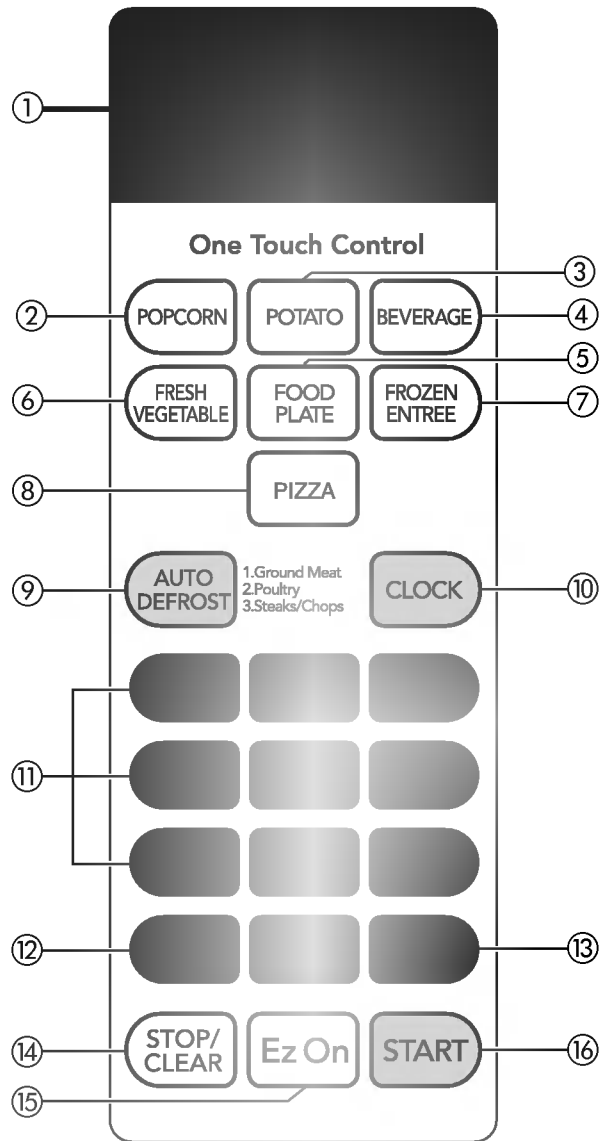 ①
One Touch Control
③
② POPCORN POTATO BEVERAGE ④
⑤
⑥ FRESH VEGETABLE FOOD PLATE FROZEN ENTREE ⑦
⑧ PIZZA
⑨ AUTO DEFROST
1.Ground Meat
2.Poultry
3.Steaks/Chops
CLOCK ⑩
⑪
⑫ ⑬
⑭ STOP/ CLEAR Ez On START ⑯
⑮